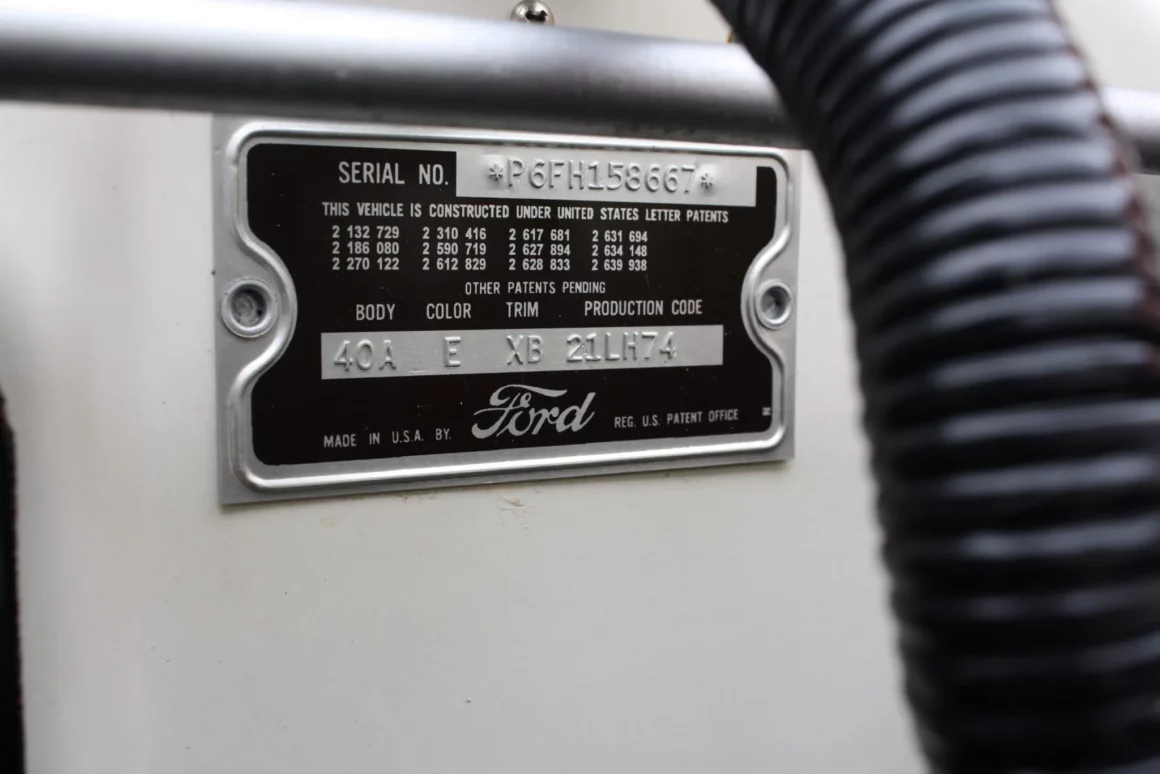 SERIAL NO. *P6FH158667*
THIS VEHICLE IS CONSTRUCTED UNDER UNITED STATES LETTER PATENTS
2 132 729 2 310 416 2 617 681 2 631 694
2 186 080 2 590 719 2 627 894 2 634 148
2 270 122 2 612 829 2 628 833 2 639 938
OTHER PATENTS PENDING
BODY COLOR TRIM PRODUCTION CODE
40A E XB 21LH74
MADE IN U.S.A. BY. Ford REG. U.S. PATENT OFFICE